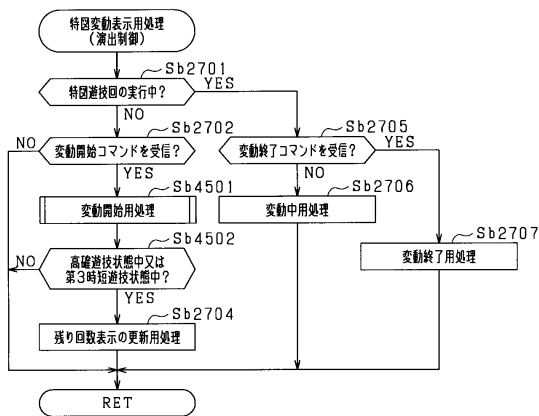 特図変動表示用処理
(演出制御)
Sb2701
特図遊技回の実行中?
YES
NO
Sb2702
NO
変動開始コマンドを受信?
YES
Sb2705
変動終了コマンドを受信?
YES
NO
Sb4501
変動開始用処理
Sb2706
変動中用処理
Sb4502
NO
高確遊技状態中又は
第3時短遊技状態中?
YES
Sb2707
変動終了用処理
Sb2704
残り回数表示の更新用処理
RET